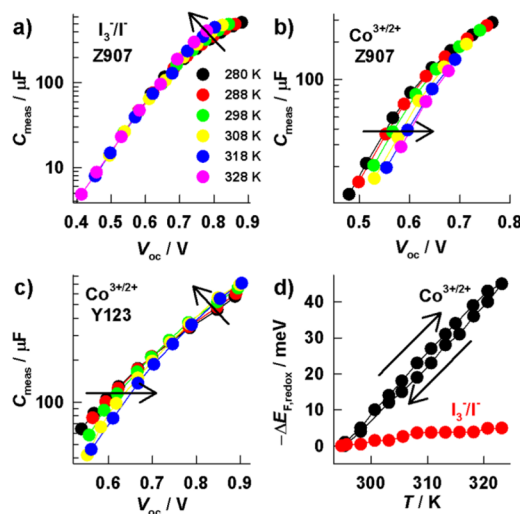 a)
I₃⁻/I⁻
Z907
280 K
288 K
298 K
308 K
318 K
328 K
C_meas / μF
100
10
0.4 0.5 0.6 0.7 0.8 0.9
V_oc / V
b)
Co³⁺/²⁺
Z907
C_meas / μF
100
0.5 0.6 0.7 0.8
V_oc / V
c)
Co³⁺/²⁺
Y123
C_meas / μF
100
0.6 0.7 0.8 0.9
V_oc / V
d)
Co³⁺/²⁺
I₃⁻/I⁻
−ΔE_F,redox / meV
40
30
20
10
0
300 310 320
T / K